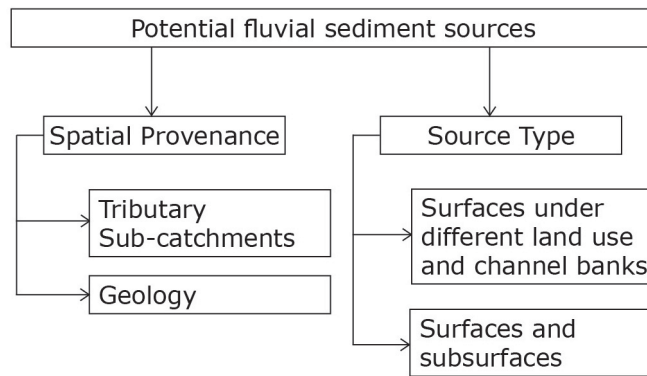 Potential fluvial sediment sources
Spatial Provenance
Tributary
Sub-catchments
Geology
Source Type
Surfaces under
different land use
and channel banks
Surfaces and
subsurfaces